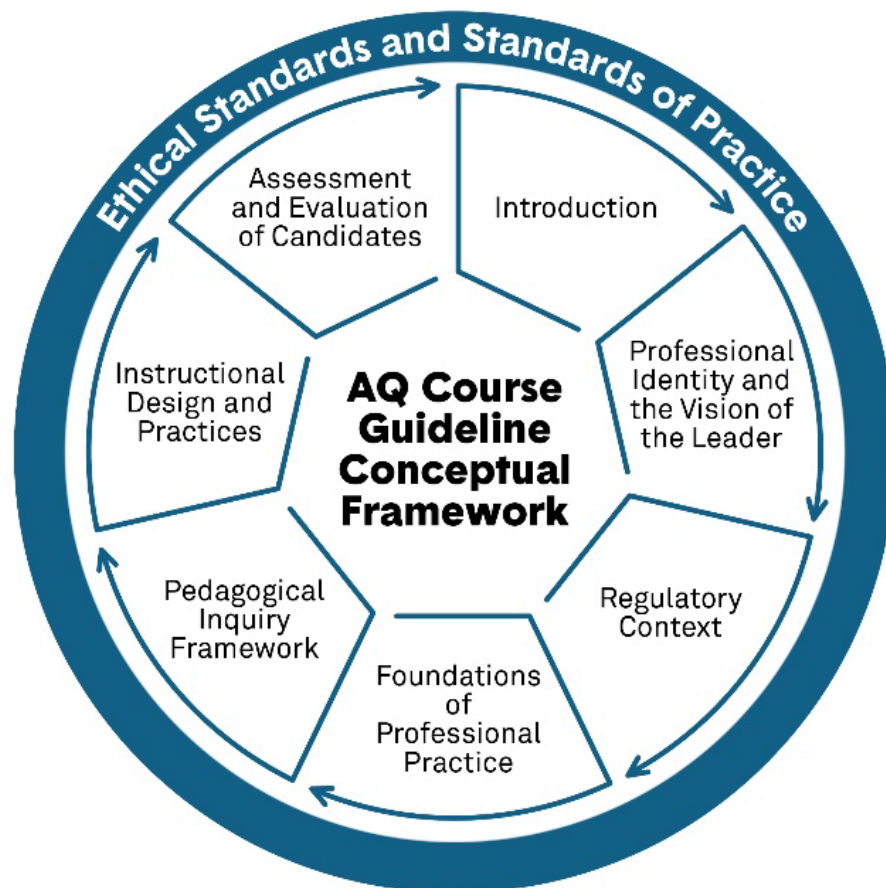 Ethical Standards and Standards of Practice
Introduction
Professional
Identity and
the Vision of
the Leader
Regulatory
Context
Foundations
of
Professional
Practice
Pedagogical
Inquiry
Framework
Instructional
Design and
Practices
Assessment
and Evaluation
of Candidates
AQ Course
Guideline
Conceptual
Framework